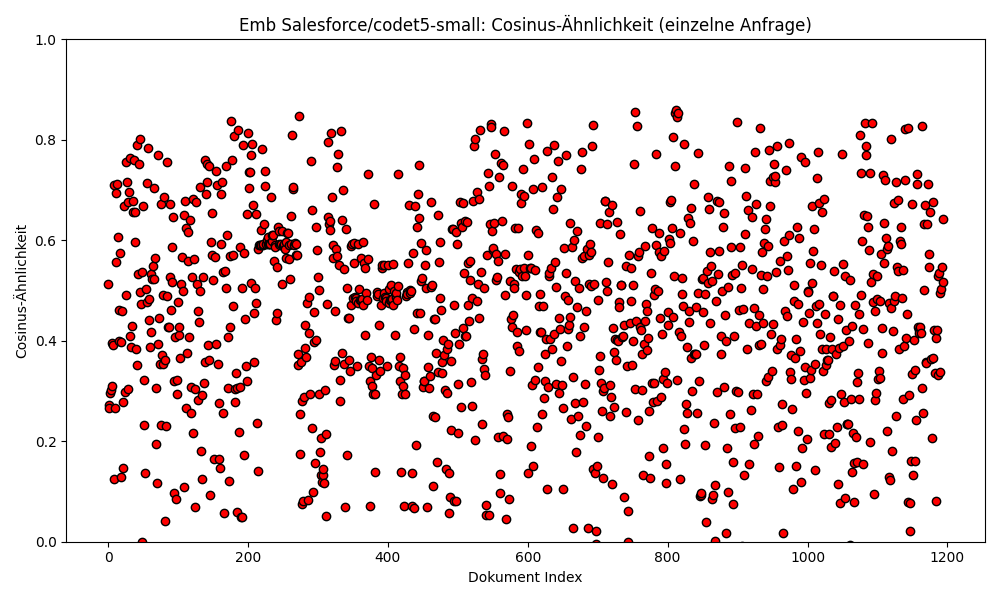 Emb Salesforce/codet5-small: Cosinus-Ähnlichkeit (einzelne Anfrage)
Cosinus-Ähnlichkeit
1.0
0.8
0.6
0.4
0.2
0.0
0 200 400 600 800 1000 1200
Dokument Index